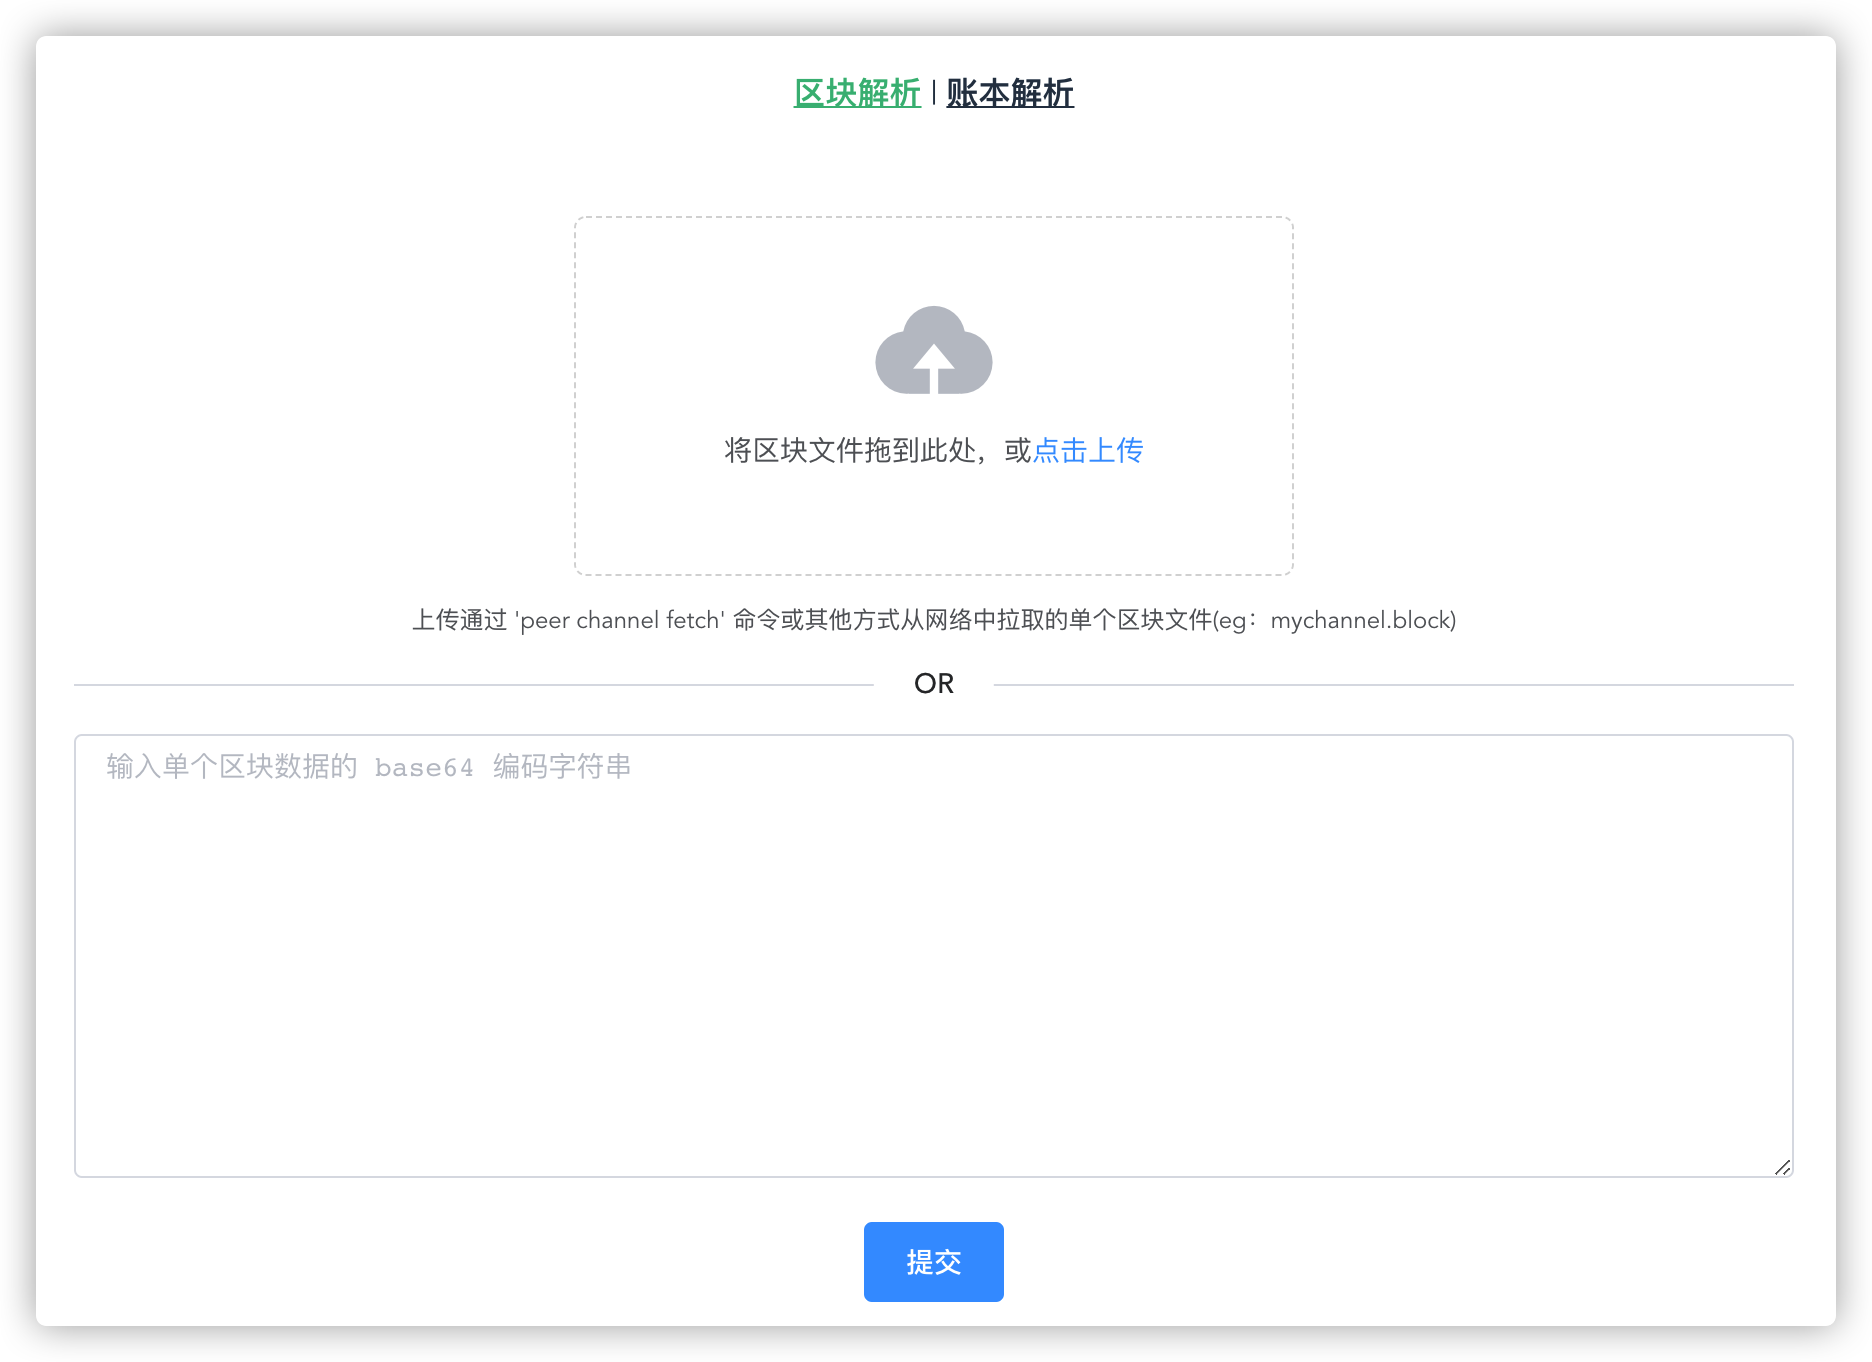 区块解析 | 账本解析
将区块文件拖到此处，或点击上传
上传通过 'peer channel fetch' 命令或其他方式从网络中拉取的单个区块文件(eg：mychannel.block)
OR
输入单个区块数据的 base64 编码字符串
提交